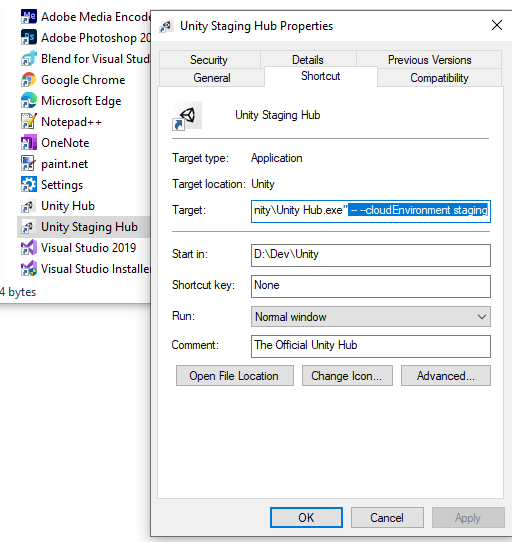 Adobe Media Encode
Adobe Photoshop 20
Blend for Visual Stud
Google Chrome
Microsoft Edge
Notepad++
OneNote
paint.net
Settings
Unity Hub
Unity Staging Hub
Visual Studio 2019
Visual Studio Installe
4 bytes
Unity Staging Hub Properties
Security Details Previous Versions
General Shortcut Compatibility
Unity Staging Hub
Target type: Application
Target location: Unity
Target: nity\Unity Hub.exe" -- --cloudEnvironment staging
Start in: D:\Dev\Unity
Shortcut key: None
Run: Normal window
Comment: The Official Unity Hub
Open File Location Change Icon... Advanced...
OK Cancel Apply